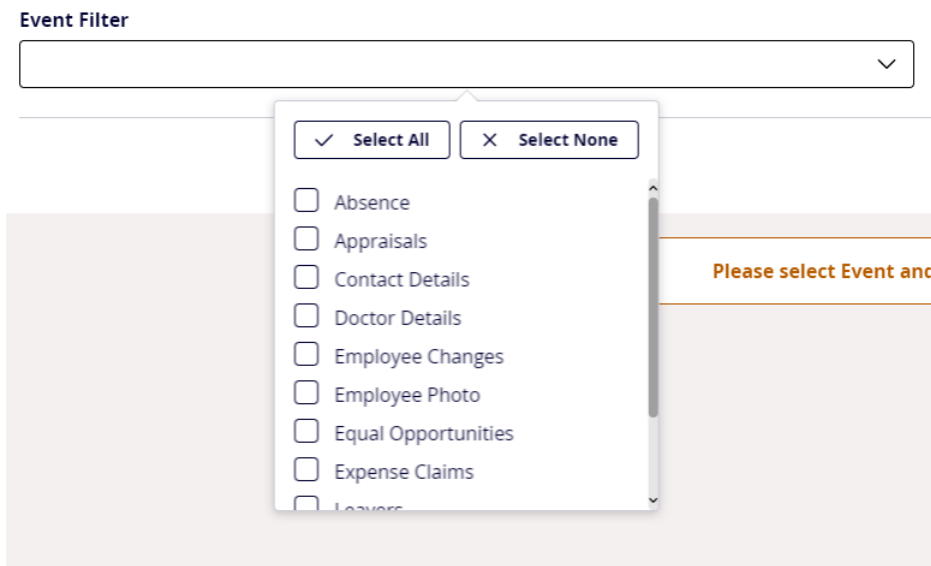 Event Filter
Select All
Select None
Absence
Appraisals
Contact Details
Doctor Details
Employee Changes
Please select Event and
Employee Photo
Equal Opportunities
Expense Claims
Leavers